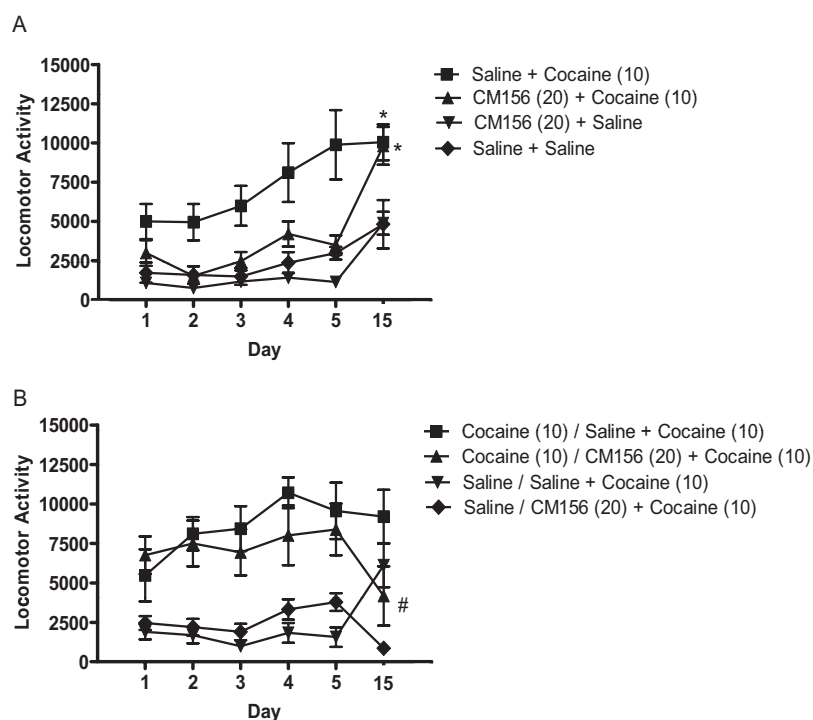 A
15000
12500
10000
7500
5000
2500
0
Locomotor Activity
1 2 3 4 5 15
Day
*
*
Saline + Cocaine (10)
CM156 (20) + Cocaine (10)
CM156 (20) + Saline
Saline + Saline
B
15000
12500
10000
7500
5000
2500
0
Locomotor Activity
1 2 3 4 5 15
Day
#
Cocaine (10) / Saline + Cocaine (10)
Cocaine (10) / CM156 (20) + Cocaine (10)
Saline / Saline + Cocaine (10)
Saline / CM156 (20) + Cocaine (10)